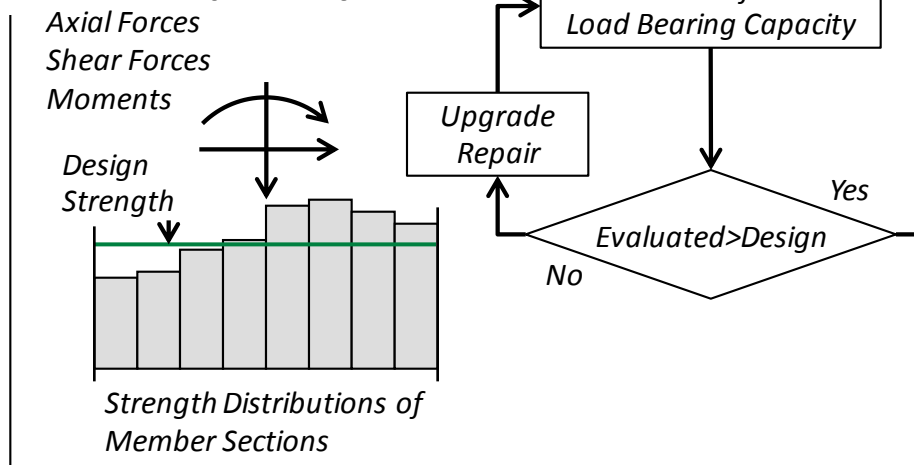 Axial Forces
Shear Forces
Moments
Design
Strength
Strength Distributions of
Member Sections
Load Bearing Capacity
Upgrade
Repair
Evaluated>Design
Yes
No